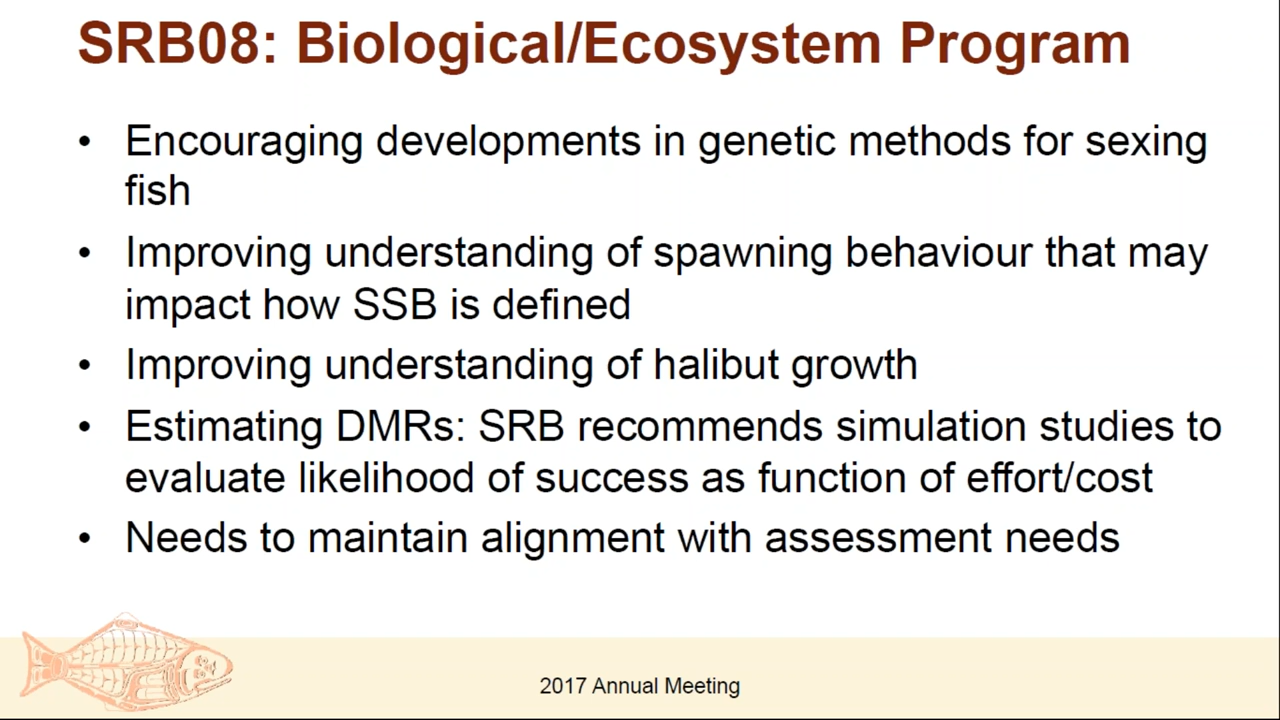 SRB08: Biological/Ecosystem Program
• Encouraging developments in genetic methods for sexing
fish
• Improving understanding of spawning behaviour that may
impact how SSB is defined
• Improving understanding of halibut growth
• Estimating DMRs: SRB recommends simulation studies to
evaluate likelihood of success as function of effort/cost
• Needs to maintain alignment with assessment needs
2017 Annual Meeting